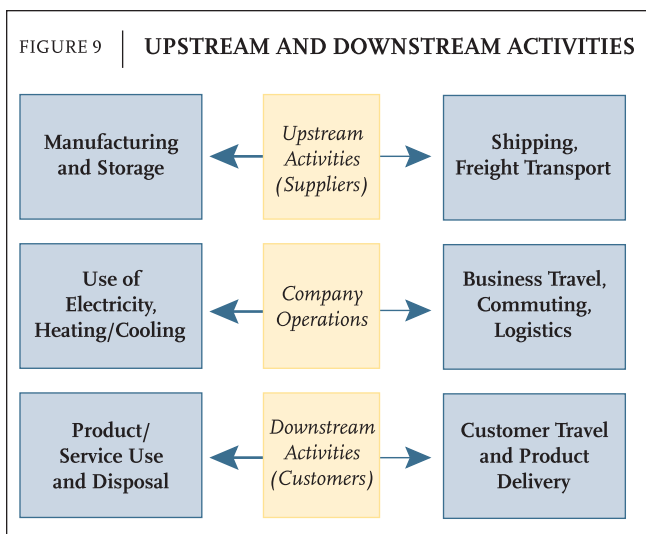 FIGURE 9
UPSTREAM AND DOWNSTREAM ACTIVITIES
Manufacturing
and Storage
Upstream
Activities
(Suppliers)
Shipping,
Freight Transport
Use of
Electricity,
Heating/Cooling
Company
Operations
Business Travel,
Commuting,
Logistics
Product/
Service Use
and Disposal
Downstream
Activities
(Customers)
Customer Travel
and Product
Delivery